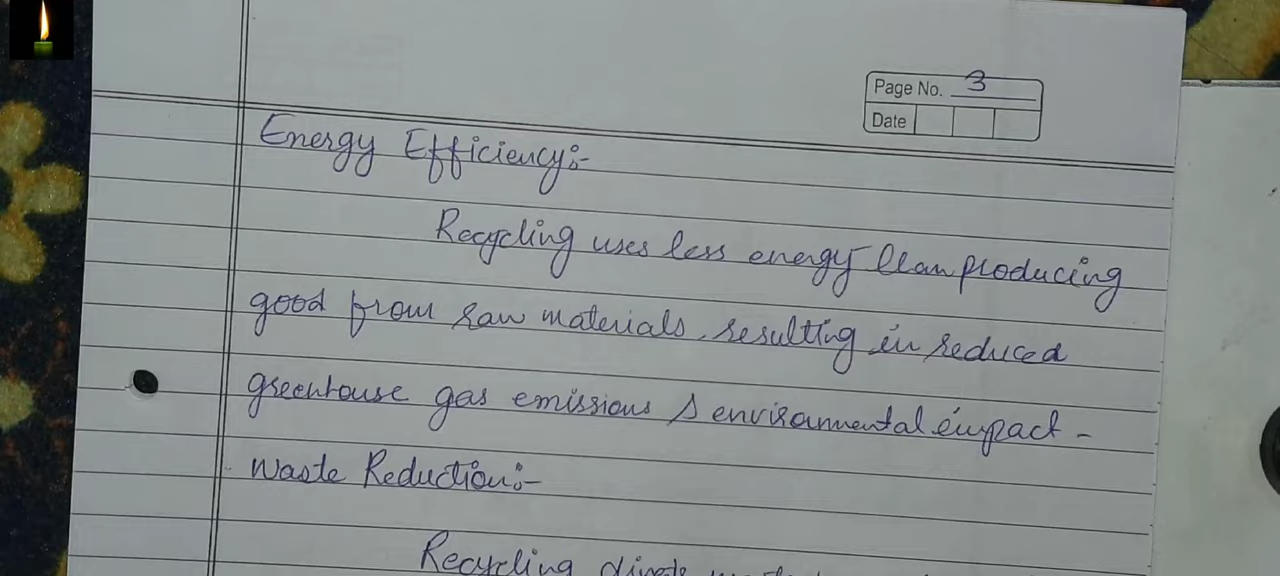 Page No. 3
Date
Energy Efficiency:-
Recycling uses less energy than producing
good from raw materials, resulting in reduced
greenhouse gas emissions & environmental impact -
Waste Reduction:-
Recycling